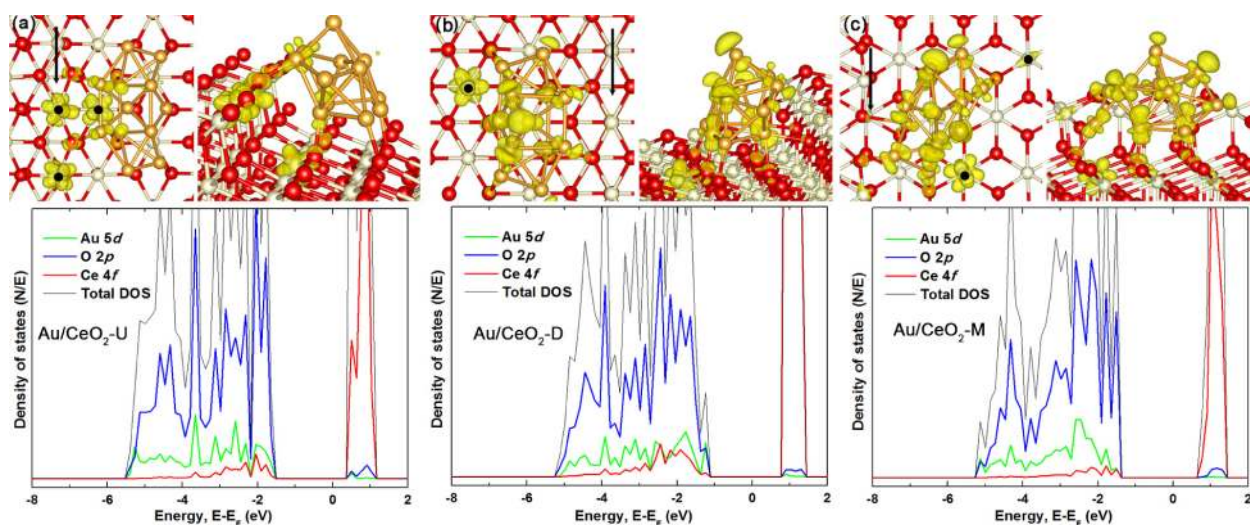 (a)
(b)
(c)
Density of states (N/E)
Au 5d
O 2p
Ce 4f
Total DOS
Au/CeO₂-U
-8 -6 -4 -2 0 2
Energy, E-E_F (eV)
Density of states (N/E)
Au 5d
O 2p
Ce 4f
Total DOS
Au/CeO₂-D
-8 -6 -4 -2 0 2
Energy, E-E_F (eV)
Density of states (N/E)
Au 5d
O 2p
Ce 4f
Total DOS
Au/CeO₂-M
-8 -6 -4 -2 0 2
Energy, E-E_F (eV)